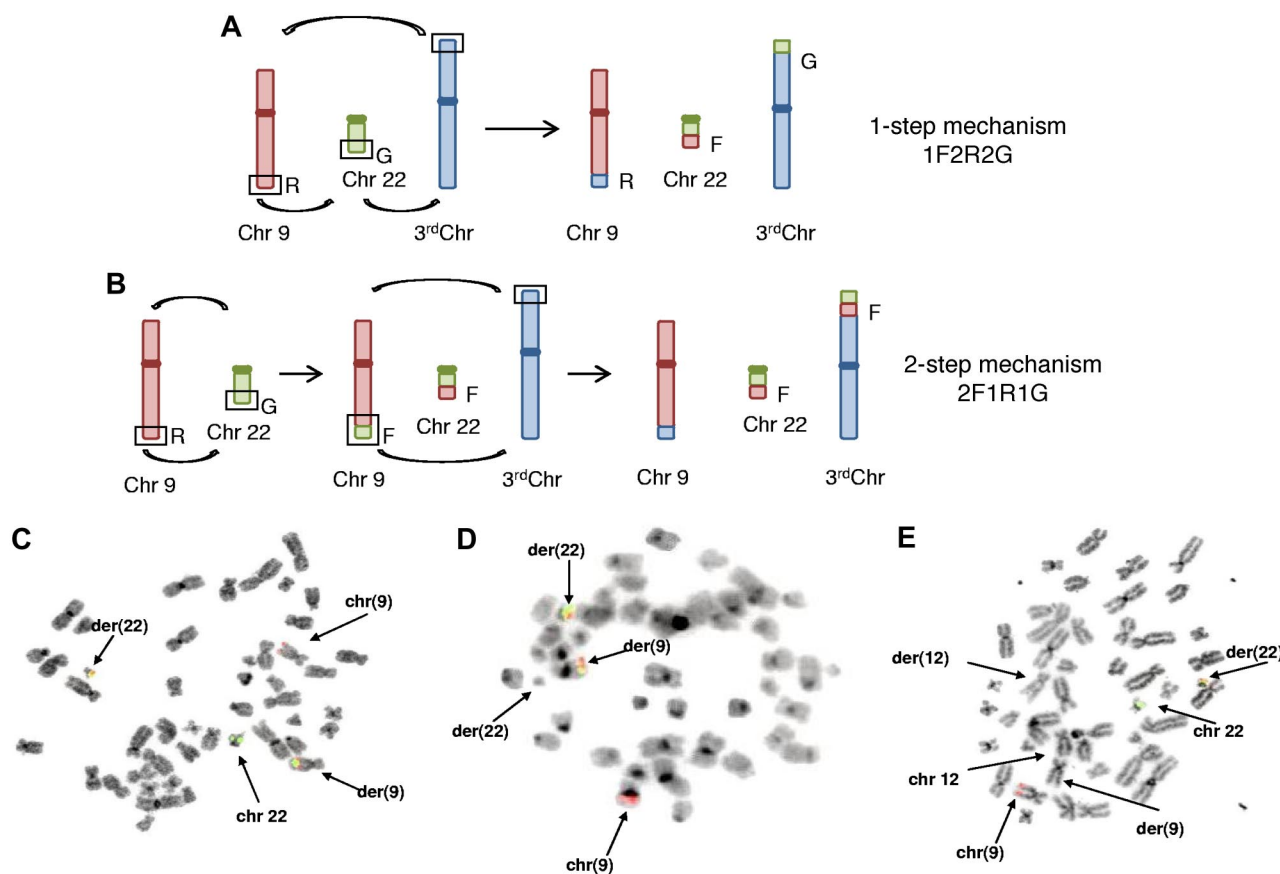 A
R
G
Chr 22
Chr 9
3rdChr
R
F
Chr 22
Chr 9
G
3rdChr
1-step mechanism
1F2R2G
B
R
G
Chr 22
Chr 9
F
F
Chr 22
Chr 9
3rdChr
F
Chr 22
Chr 9
F
3rdChr
2-step mechanism
2F1R1G
C
der(22)
chr(9)
chr 22
der(9)
D
der(22)
der(9)
der(22)
chr(9)
E
der(12)
der(22)
chr 22
chr 12
der(9)
chr(9)